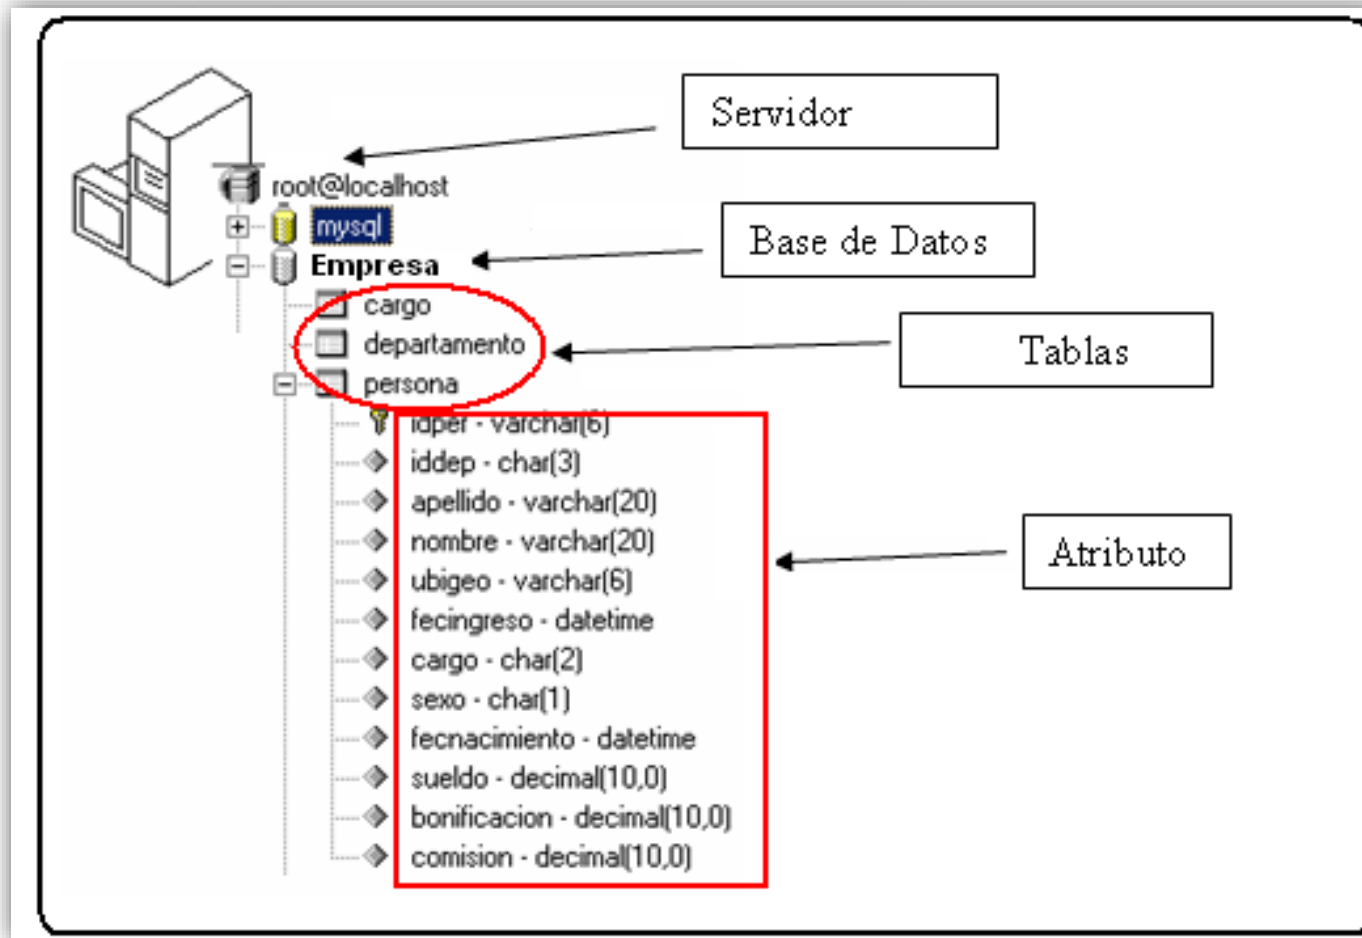 Servidor
root@localhost
mysql
Base de Datos
Empresa
cargo
departamento
Tablas
persona
idper - varchar(6)
iddep - char(3)
apellido - varchar(20)
nombre - varchar(20)
Atributo
ubigeo - varchar(6)
fecingreso - datetime
cargo - char(2)
sexo - char(1)
fecnacimiento - datetime
sueldo - decimal(10,0)
bonificacion - decimal(10,0)
comision - decimal(10,0)